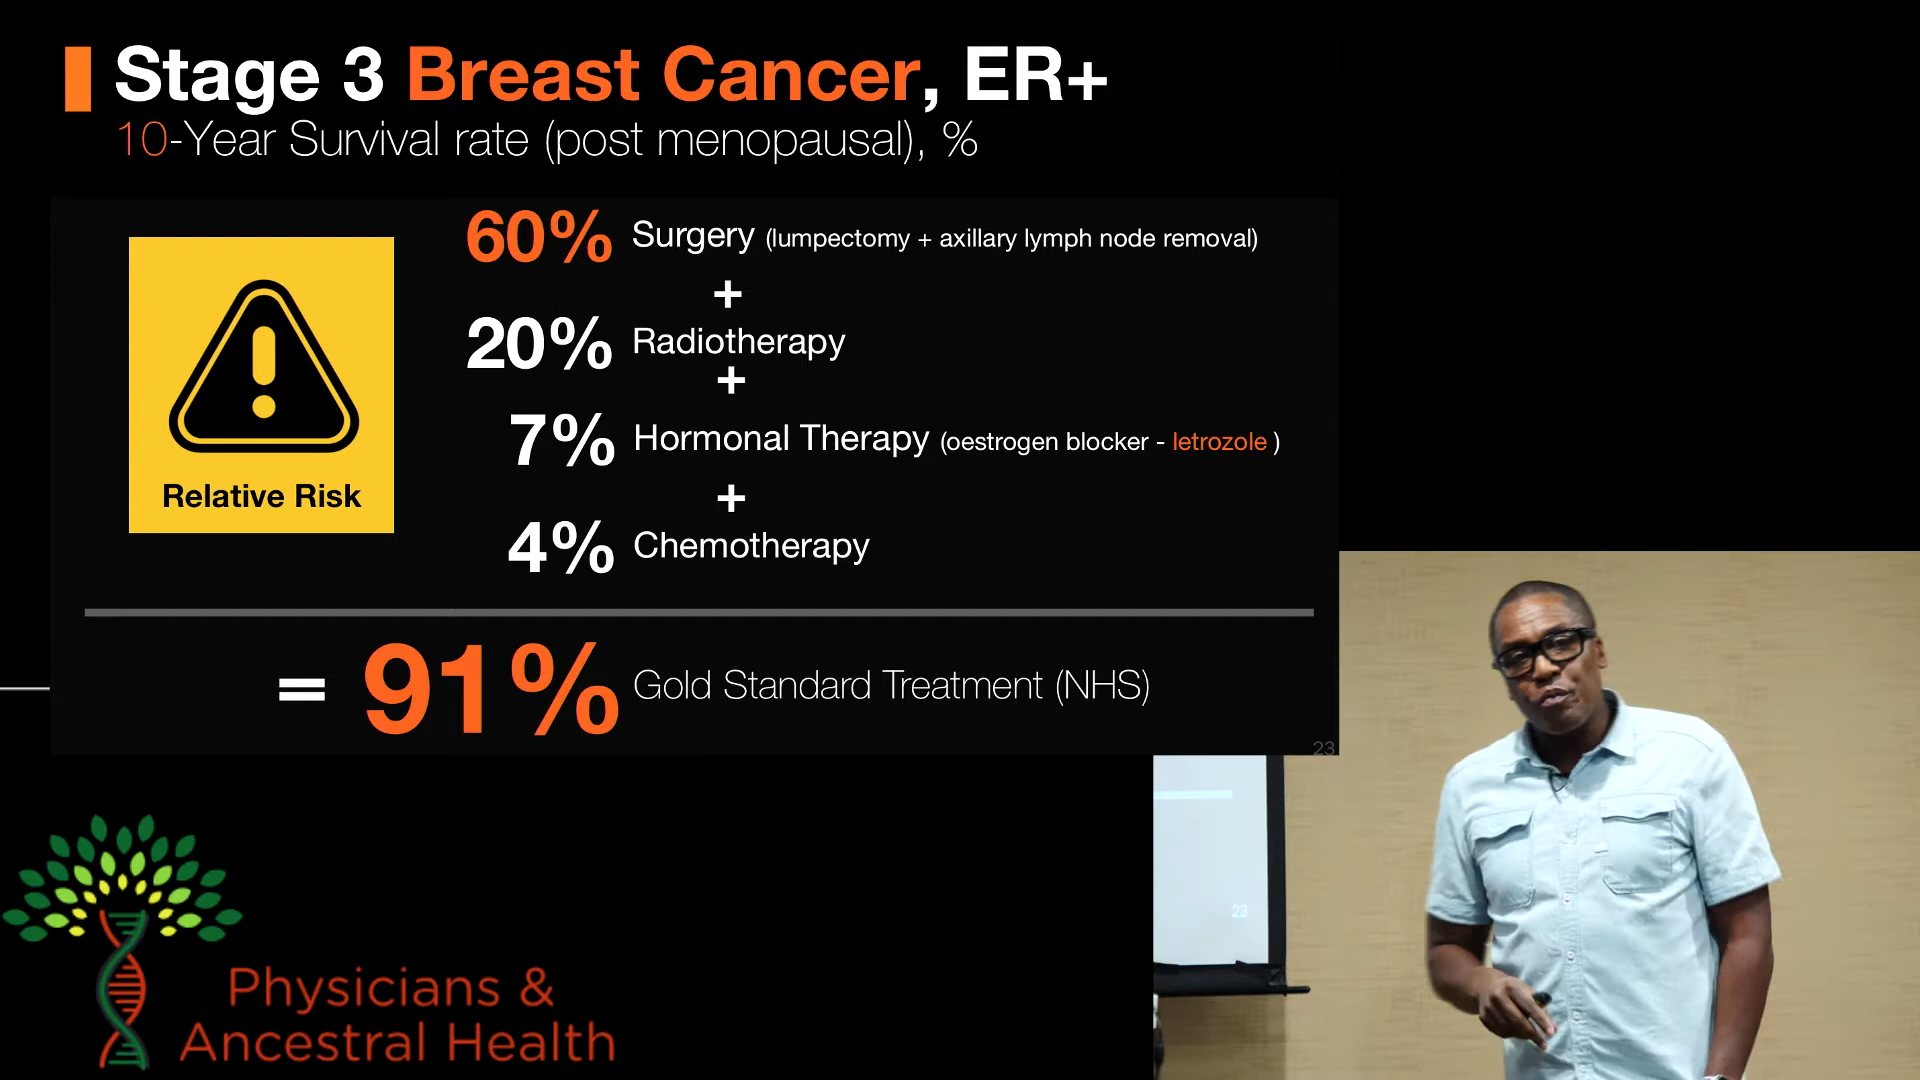 Stage 3 Breast Cancer, ER+
10-Year Survival rate (post menopausal), %
60% Surgery (lumpectomy + axillary lymph node removal)
+
20% Radiotherapy
+
7% Hormonal Therapy (oestrogen blocker - letrozole )
+
4% Chemotherapy
Relative Risk
= 91% Gold Standard Treatment (NHS)
23
23
Physicians &
Ancestral Health